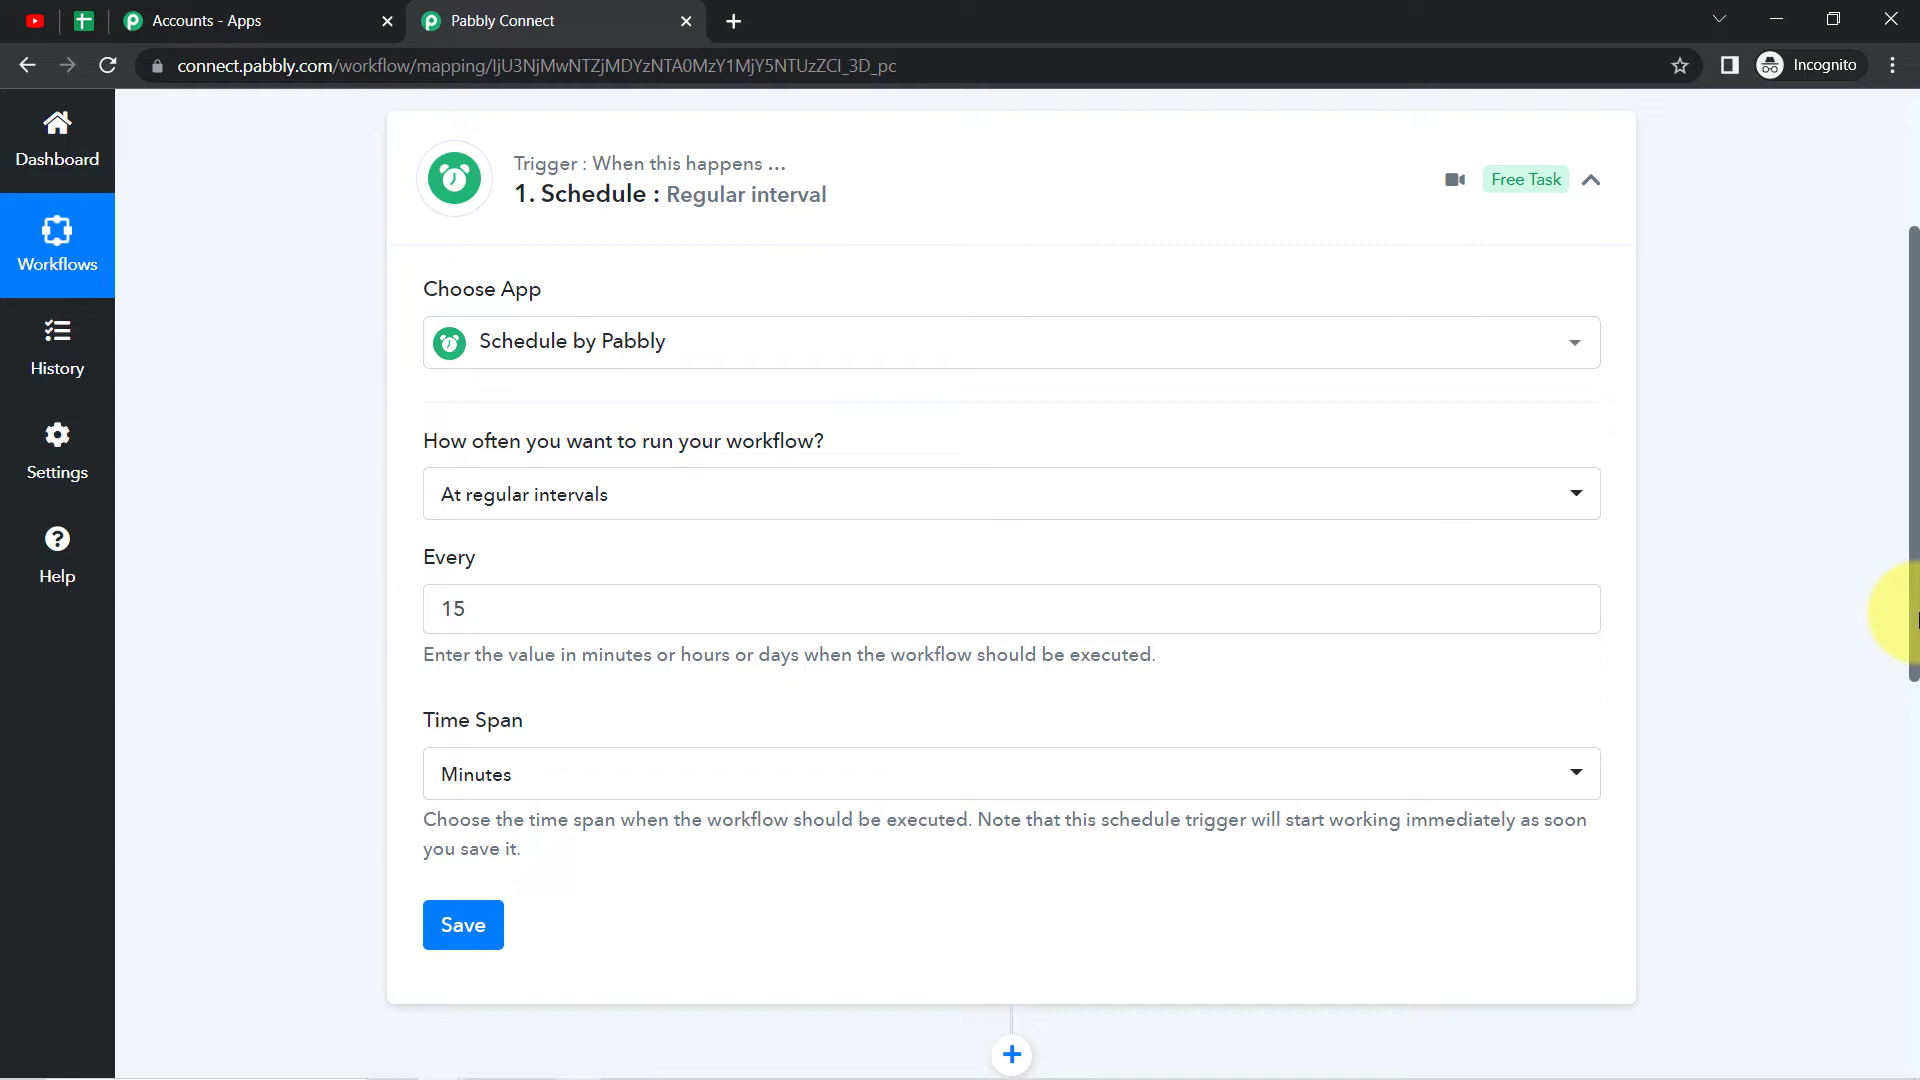 Accounts - Apps
Pabbly Connect
connect.pabbly.com/workflow/mapping/IjU3NjMwNTZjMDYzNTA0MzY1MjY5NTUzZCI_3D_pc
Incognito
Dashboard
Workflows
History
Settings
Help
Trigger : When this happens ...
1. Schedule : Regular interval
Free Task
Choose App
Schedule by Pabbly
How often you want to run your workflow?
At regular intervals
Every
15
Enter the value in minutes or hours or days when the workflow should be executed.
Time Span
Minutes
Choose the time span when the workflow should be executed. Note that this schedule trigger will start working immediately as soon
you save it.
Save